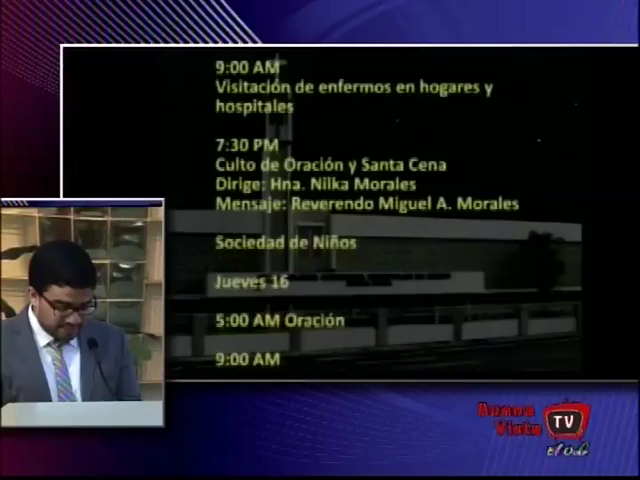 9:00 AM
Visitación de enfermos en hogares y
hospitales
7:30 PM
Culto de Oración y Santa Cena
Dirige: Hna. Nilka Morales
Mensaje: Reverendo Miguel A. Morales
Sociedad de Niños
Jueves 16
5:00 AM Oración
9:00 AM
Buena
Vista
TV